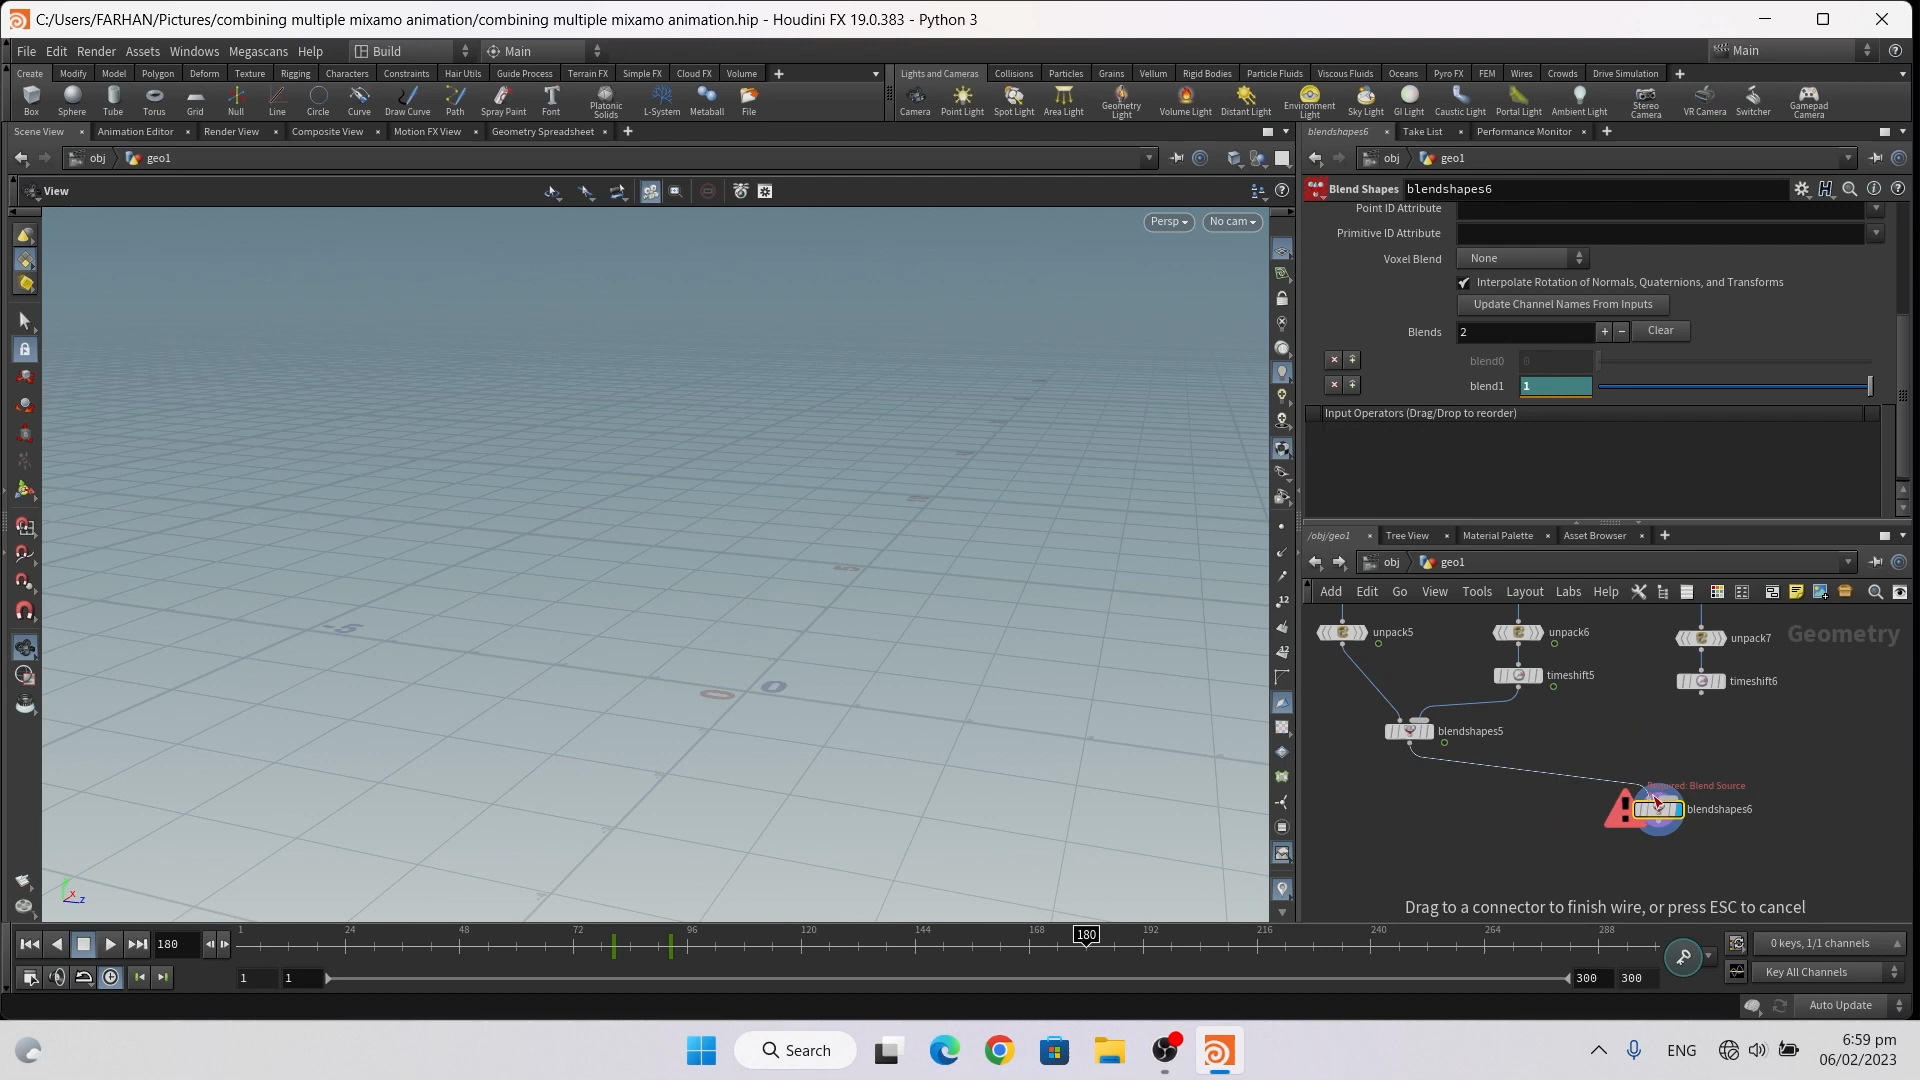 C:/Users/FARHAN/Pictures/combining multiple mixamo animation/combining multiple mixamo animation.hip - Houdini FX 19.0.383 - Python 3
File Edit Render Assets Windows Megascans Help Build Main Main
Create Modify Model Polygon Deform Texture Rigging Characters Constraints Hair Utils Guide Process Terrain FX Simple FX Cloud FX Volume
Lights and Cameras Collisions Particles Grains Vellum Rigid Bodies Particle Fluids Viscous Fluids Oceans Pyro FX FEM Wires Crowds Drive Simulation
Box Sphere Tube Torus Grid Null Line Circle Curve Draw Curve Path Spray Paint Font Platonic Solids L-System Metaball File
Camera Point Light Spot Light Area Light Geometry Light Volume Light Distant Light Environment Light Sky Light GI Light Caustic Light Portal Light Ambient Light Stereo Camera VR Camera Switcher Gamepad Camera
Scene View Animation Editor Render View Composite View Motion FX View Geometry Spreadsheet
blendshapes6 Take List Performance Monitor
obj geo1
obj geo1
View
Blend Shapes blendshapes6
Persp No cam
Point ID Attribute
Primitive ID Attribute
Voxel Blend None
Interpolate Rotation of Normals, Quaternions, and Transforms
Update Channel Names From Inputs
Blends 2 Clear
blend0 0
blend1 1
Input Operators (Drag/Drop to reorder)
/obj/geo1 Tree View Material Palette Asset Browser
obj geo1
Add Edit Go View Tools Layout Labs Help
unpack5 unpack6 unpack7 Geometry
timeshift5 timeshift6
blendshapes5
Blend Source
blendshapes6
Drag to a connector to finish wire, or press ESC to cancel
-5 0 0 5
x z
180 1 24 48 72 96 120 144 168 180 192 216 240 264 288
0 keys, 1/1 channels
1 1 300 300
Key All Channels
Auto Update
Search
ENG
6:59 pm
06/02/2023